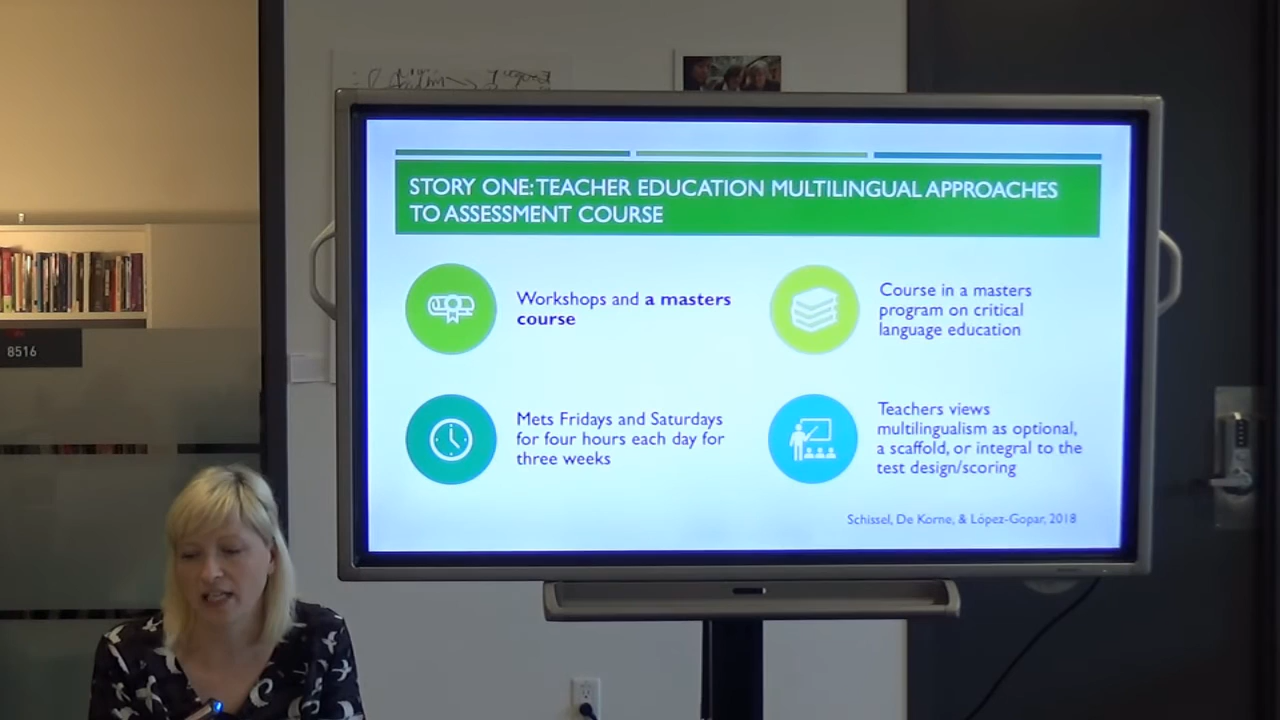 STORY ONE: TEACHER EDUCATION MULTILINGUAL APPROACHES
TO ASSESSMENT COURSE
Workshops and a masters
course
Course in a masters
program on critical
language education
Mets Fridays and Saturdays
for four hours each day for
three weeks
Teachers views
multilingualism as optional,
a scaffold, or integral to the
test design/scoring
Schissel, De Korne, & López-Gopar, 2018
8516